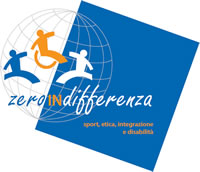 zeroINdifferenza
sport, etica, integrazione
e disabilità